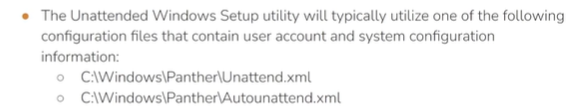 • The Unattended Windows Setup utility will typically utilize one of the following
configuration files that contain user account and system configuration
information:
○ C:\Windows\Panther\Unattend.xml
○ C:\Windows\Panther\Autounattend.xml